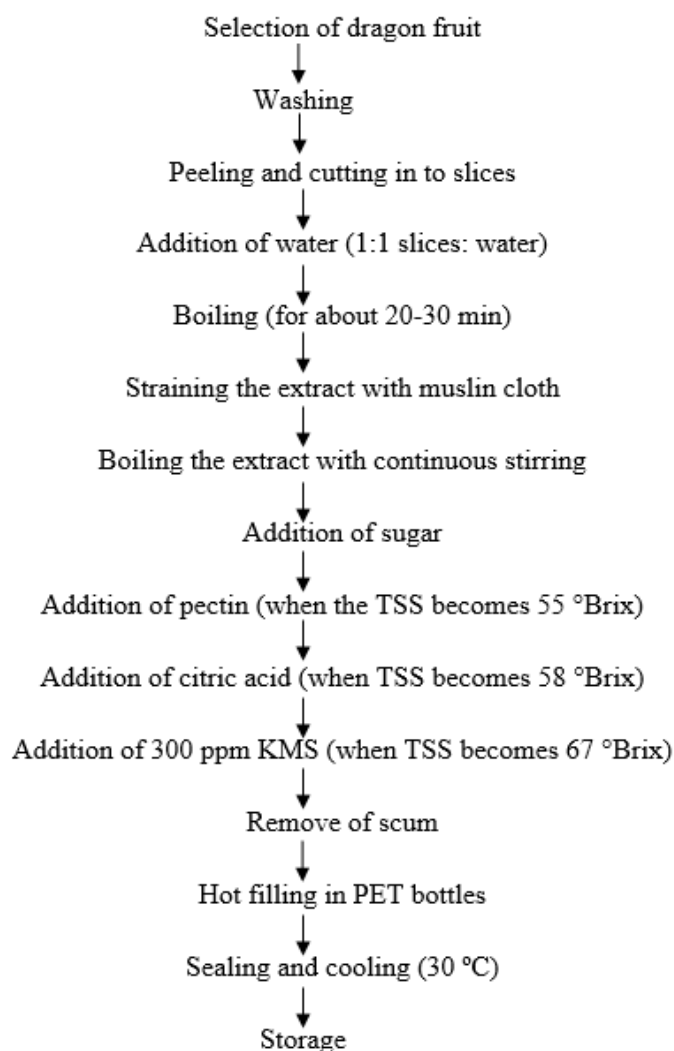 Selection of dragon fruit
Washing
Peeling and cutting in to slices
Addition of water (1:1 slices: water)
Boiling (for about 20-30 min)
Straining the extract with muslin cloth
Boiling the extract with continuous stirring
Addition of sugar
Addition of pectin (when the TSS becomes 55 °Brix)
Addition of citric acid (when TSS becomes 58 °Brix)
Addition of 300 ppm KMS (when TSS becomes 67 °Brix)
Remove of scum
Hot filling in PET bottles
Sealing and cooling (30 ºC)
Storage